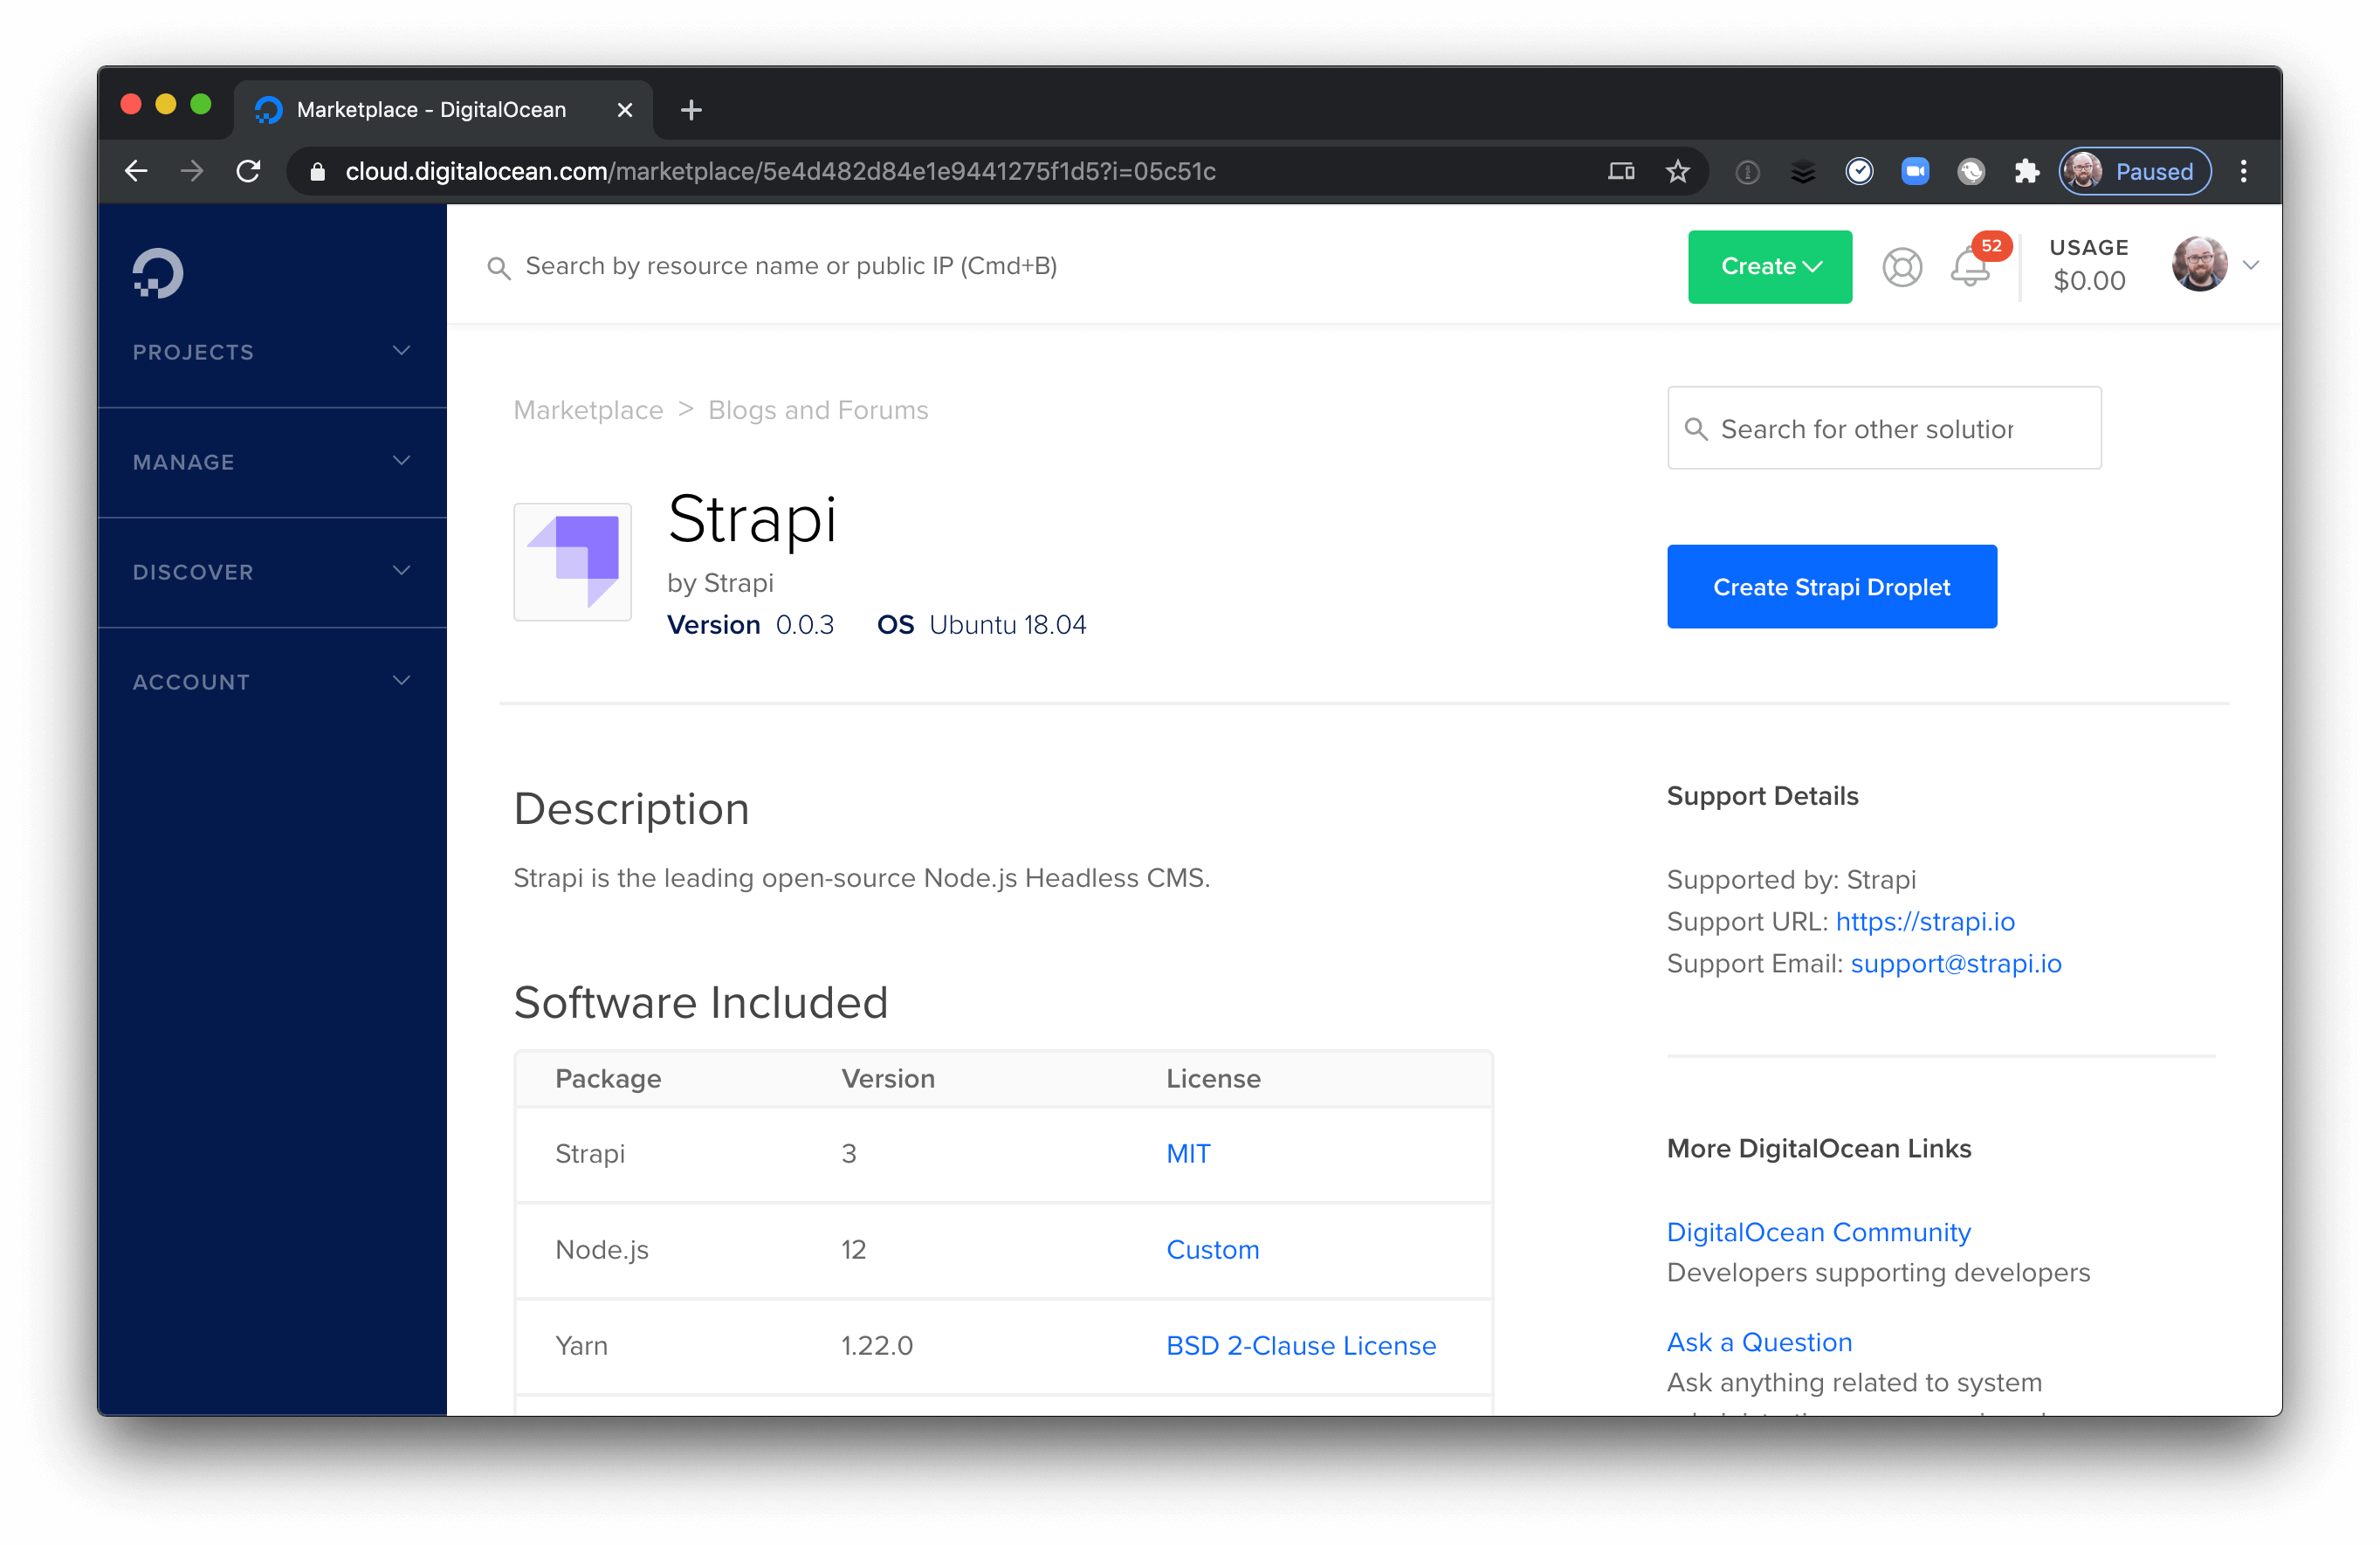 Marketplace - DigitalOcean
cloud.digitalocean.com/marketplace/5e4d482d84e1e9441275f1d5?i=05c51c
Paused
Search by resource name or public IP (Cmd+B)
Create
52
USAGE
$0.00
PROJECTS
MANAGE
DISCOVER
ACCOUNT
Marketplace > Blogs and Forums
Search for other solution
Strapi
by Strapi
Version 0.0.3 OS Ubuntu 18.04
Create Strapi Droplet
Description
Strapi is the leading open-source Node.js Headless CMS.
Software Included
Package Version License
Strapi 3 MIT
Node.js 12 Custom
Yarn 1.22.0 BSD 2-Clause License
Support Details
Supported by: Strapi
Support URL: https://strapi.io
Support Email: support@strapi.io
More DigitalOcean Links
DigitalOcean Community
Developers supporting developers
Ask a Question
Ask anything related to system